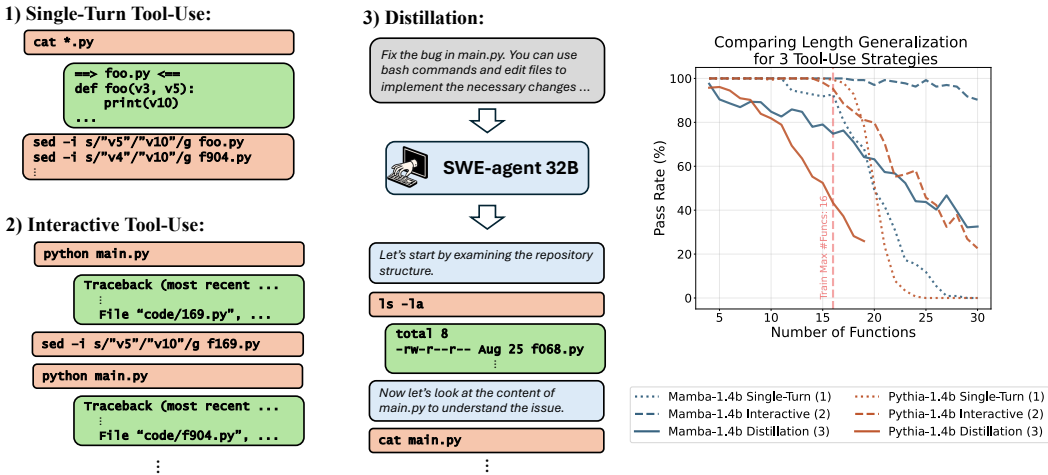 1) Single-Turn Tool-Use:
cat *.py
==> foo.py <==
def foo(v3, v5):
print(v10)
...
sed -i s/"v5"/"v10"/g foo.py
sed -i s/"v4"/"v10"/g f904.py
⋮
2) Interactive Tool-Use:
python main.py
Traceback (most recent ...
⋮
File "code/169.py", ...
sed -i s/"v5"/"v10"/g f169.py
python main.py
Traceback (most recent ...
⋮
File "code/f904.py", ...
⋮
3) Distillation:
Fix the bug in main.py. You can use
bash commands and edit files to
implement the necessary changes ...
SWE-agent 32B
Let's start by examining the repository
structure.
ls -la
total 8
-rw-r--r-- Aug 25 f068.py
⋮
Now let's look at the content of
main.py to understand the issue.
cat main.py
⋮
Comparing Length Generalization
for 3 Tool-Use Strategies
100
80
60
40
20
0
Pass Rate (%)
Train Max #Funcs: 16
5
10
15
20
25
30
Number of Functions
Mamba-1.4b Single-Turn (1)
Mamba-1.4b Interactive (2)
Mamba-1.4b Distillation (3)
Pythia-1.4b Single-Turn (1)
Pythia-1.4b Interactive (2)
Pythia-1.4b Distillation (3)